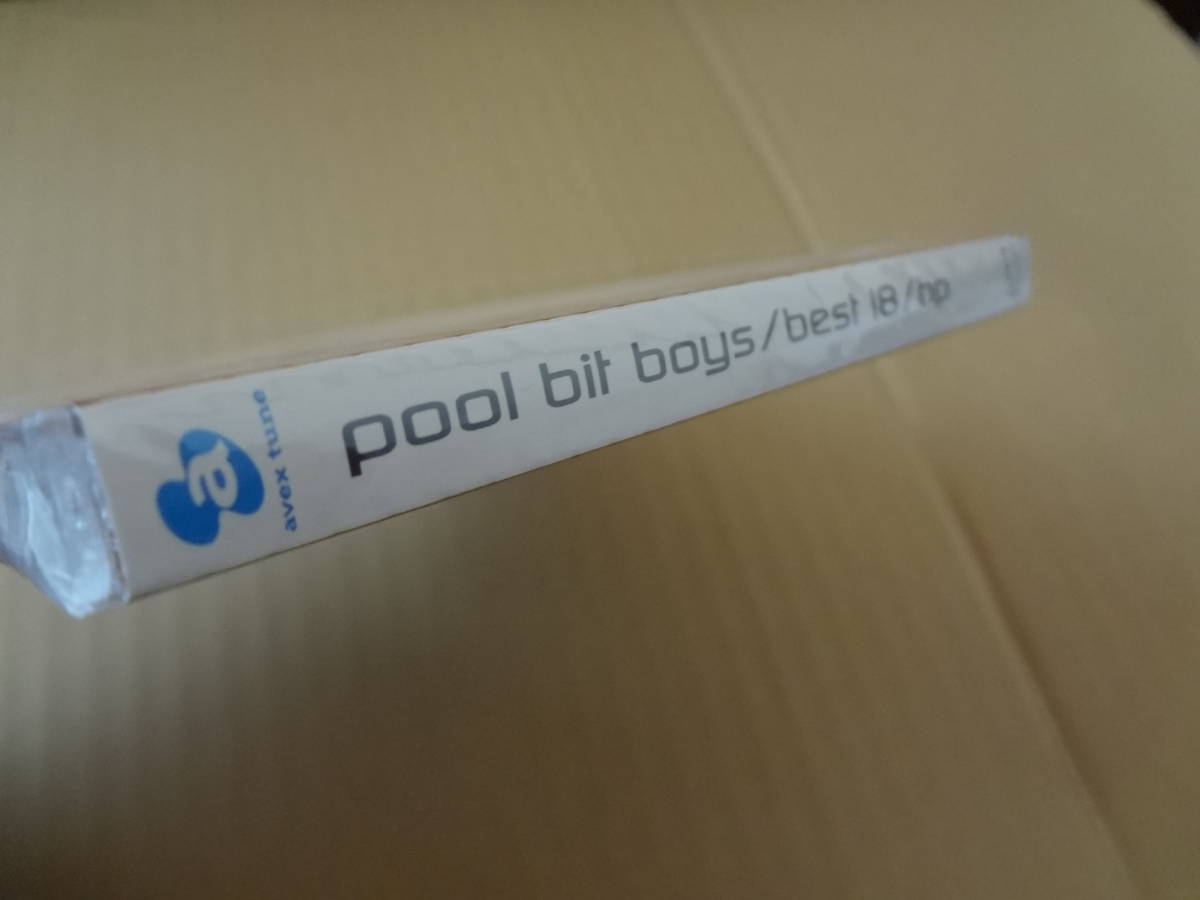 a
avex tune
pool bit boys/best 18/hp